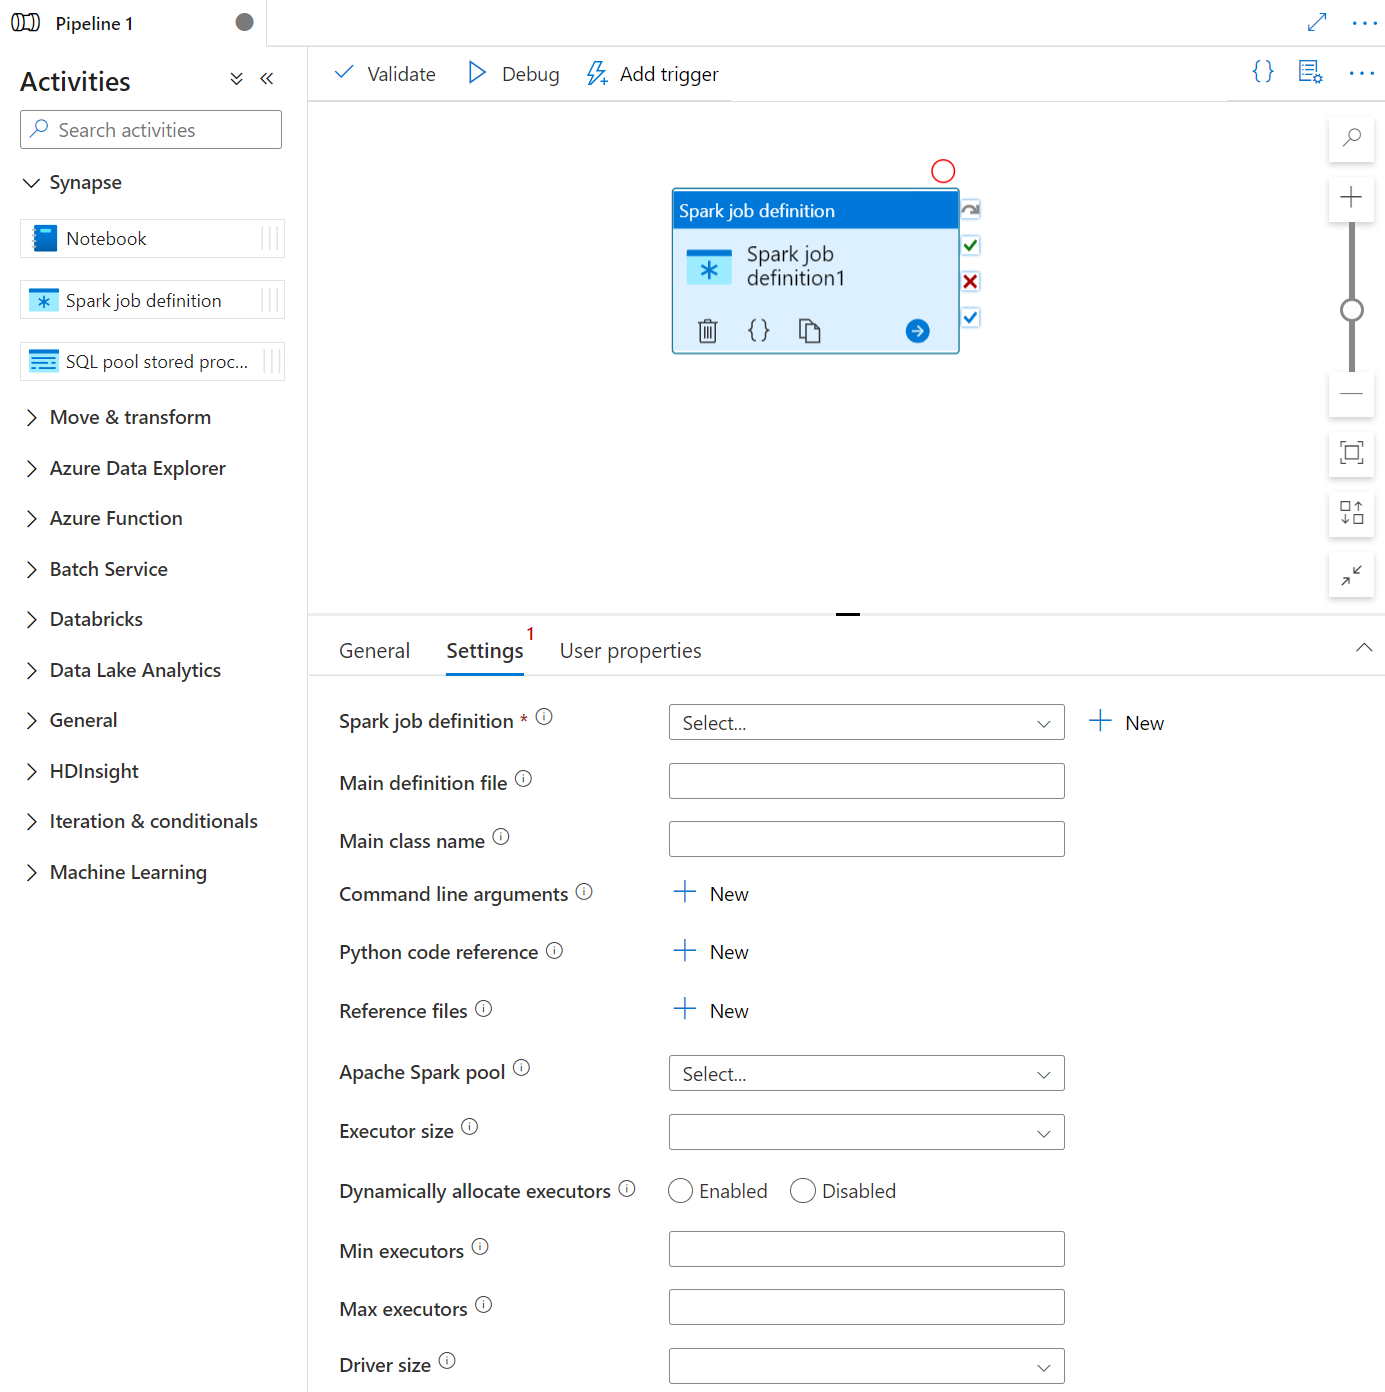 Pipeline 1
Activities
Search activities
Synapse
Notebook
Spark job definition
SQL pool stored proc...
Move & transform
Azure Data Explorer
Azure Function
Batch Service
Databricks
Data Lake Analytics
General
HDInsight
Iteration & conditionals
Machine Learning
Validate
Debug
Add trigger
Spark job definition
Spark job
definition1
General
Settings
1
User properties
Spark job definition *
Select...
New
Main definition file
Main class name
Command line arguments
New
Python code reference
New
Reference files
New
Apache Spark pool
Select...
Executor size
Dynamically allocate executors
Enabled
Disabled
Min executors
Max executors
Driver size